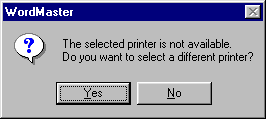 WordMaster
?
The selected printer is not available.
Do you want to select a different printer?
Yes No